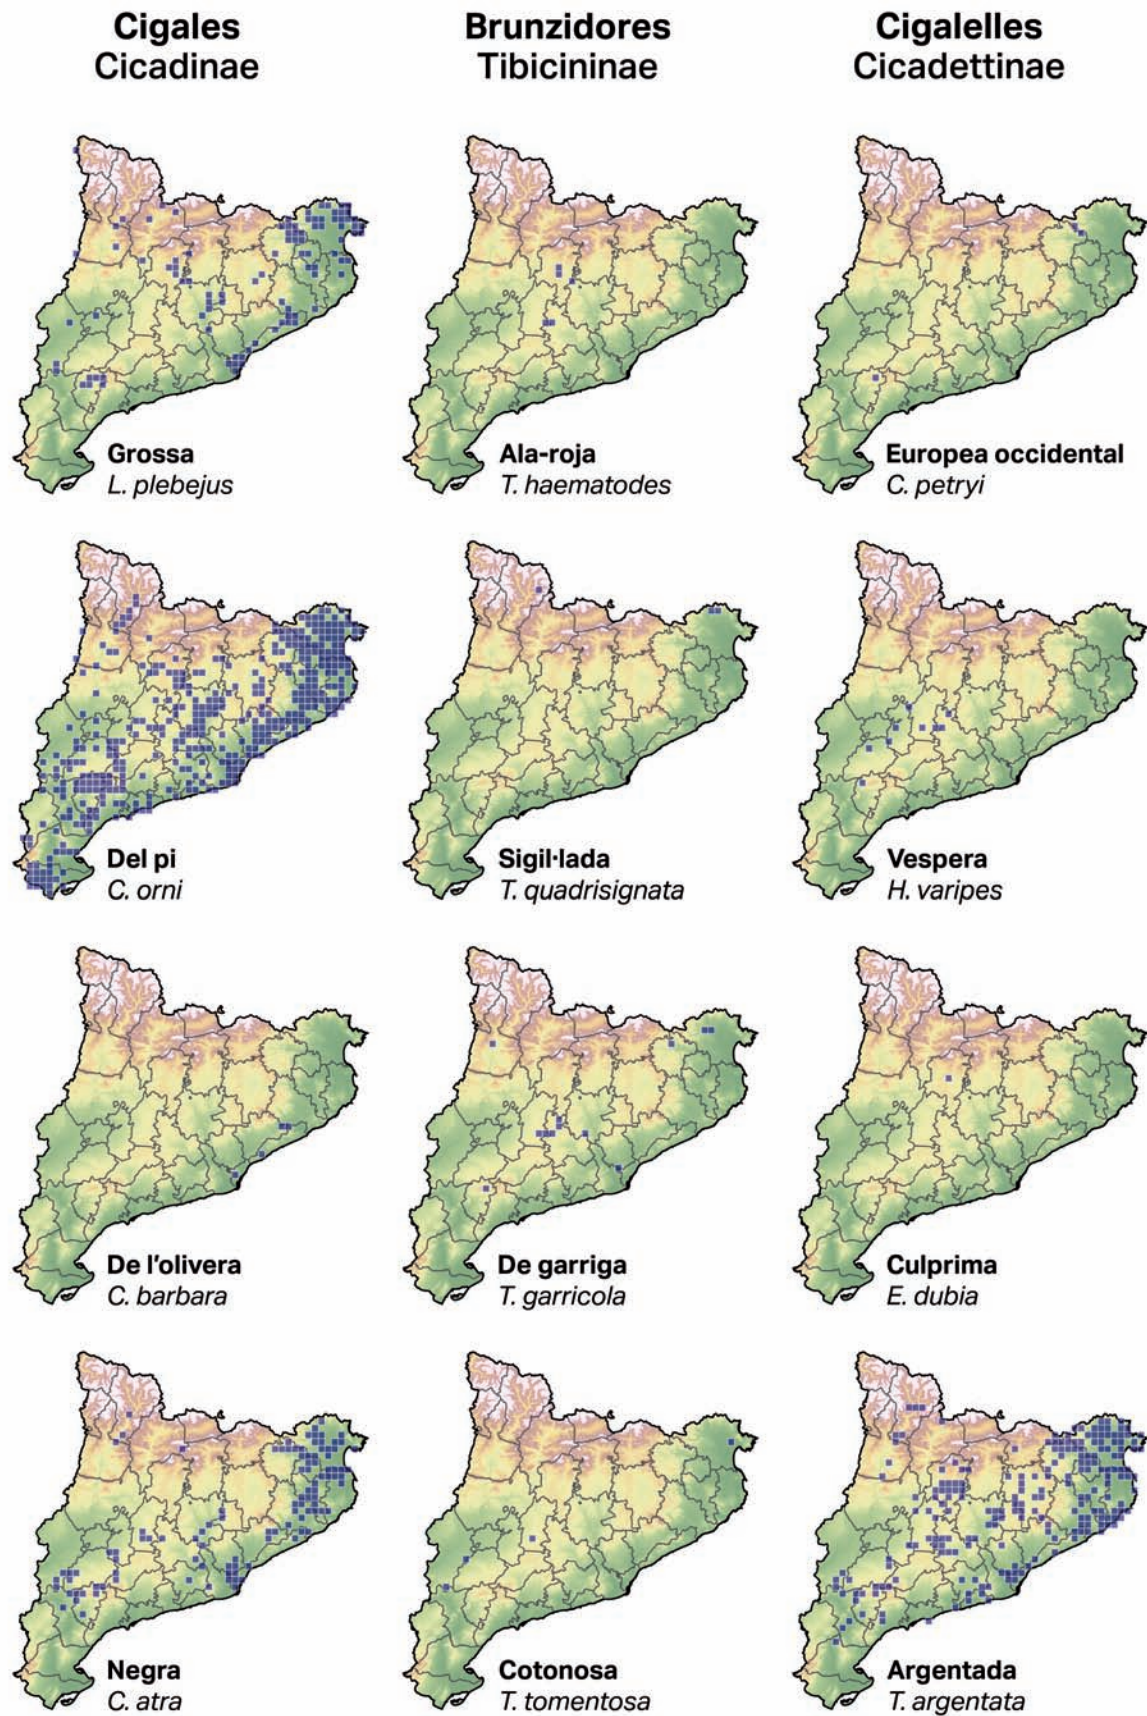 Cigales
Cicadinae
Brunzidores
Tibicininae
Cigalelles
Cicadettinae
Grossa
L. plebejus
Ala-roja
T. haematodes
Europea occidental
C. petryi
Del pi
C. orni
Sigil·lada
T. quadrisignata
Vespera
H. varipes
De l'olivera
C. barbara
De garriga
T. garricola
Culprima
E. dubia
Negra
C. atra
Cotonosa
T. tomentosa
Argentada
T. argentata